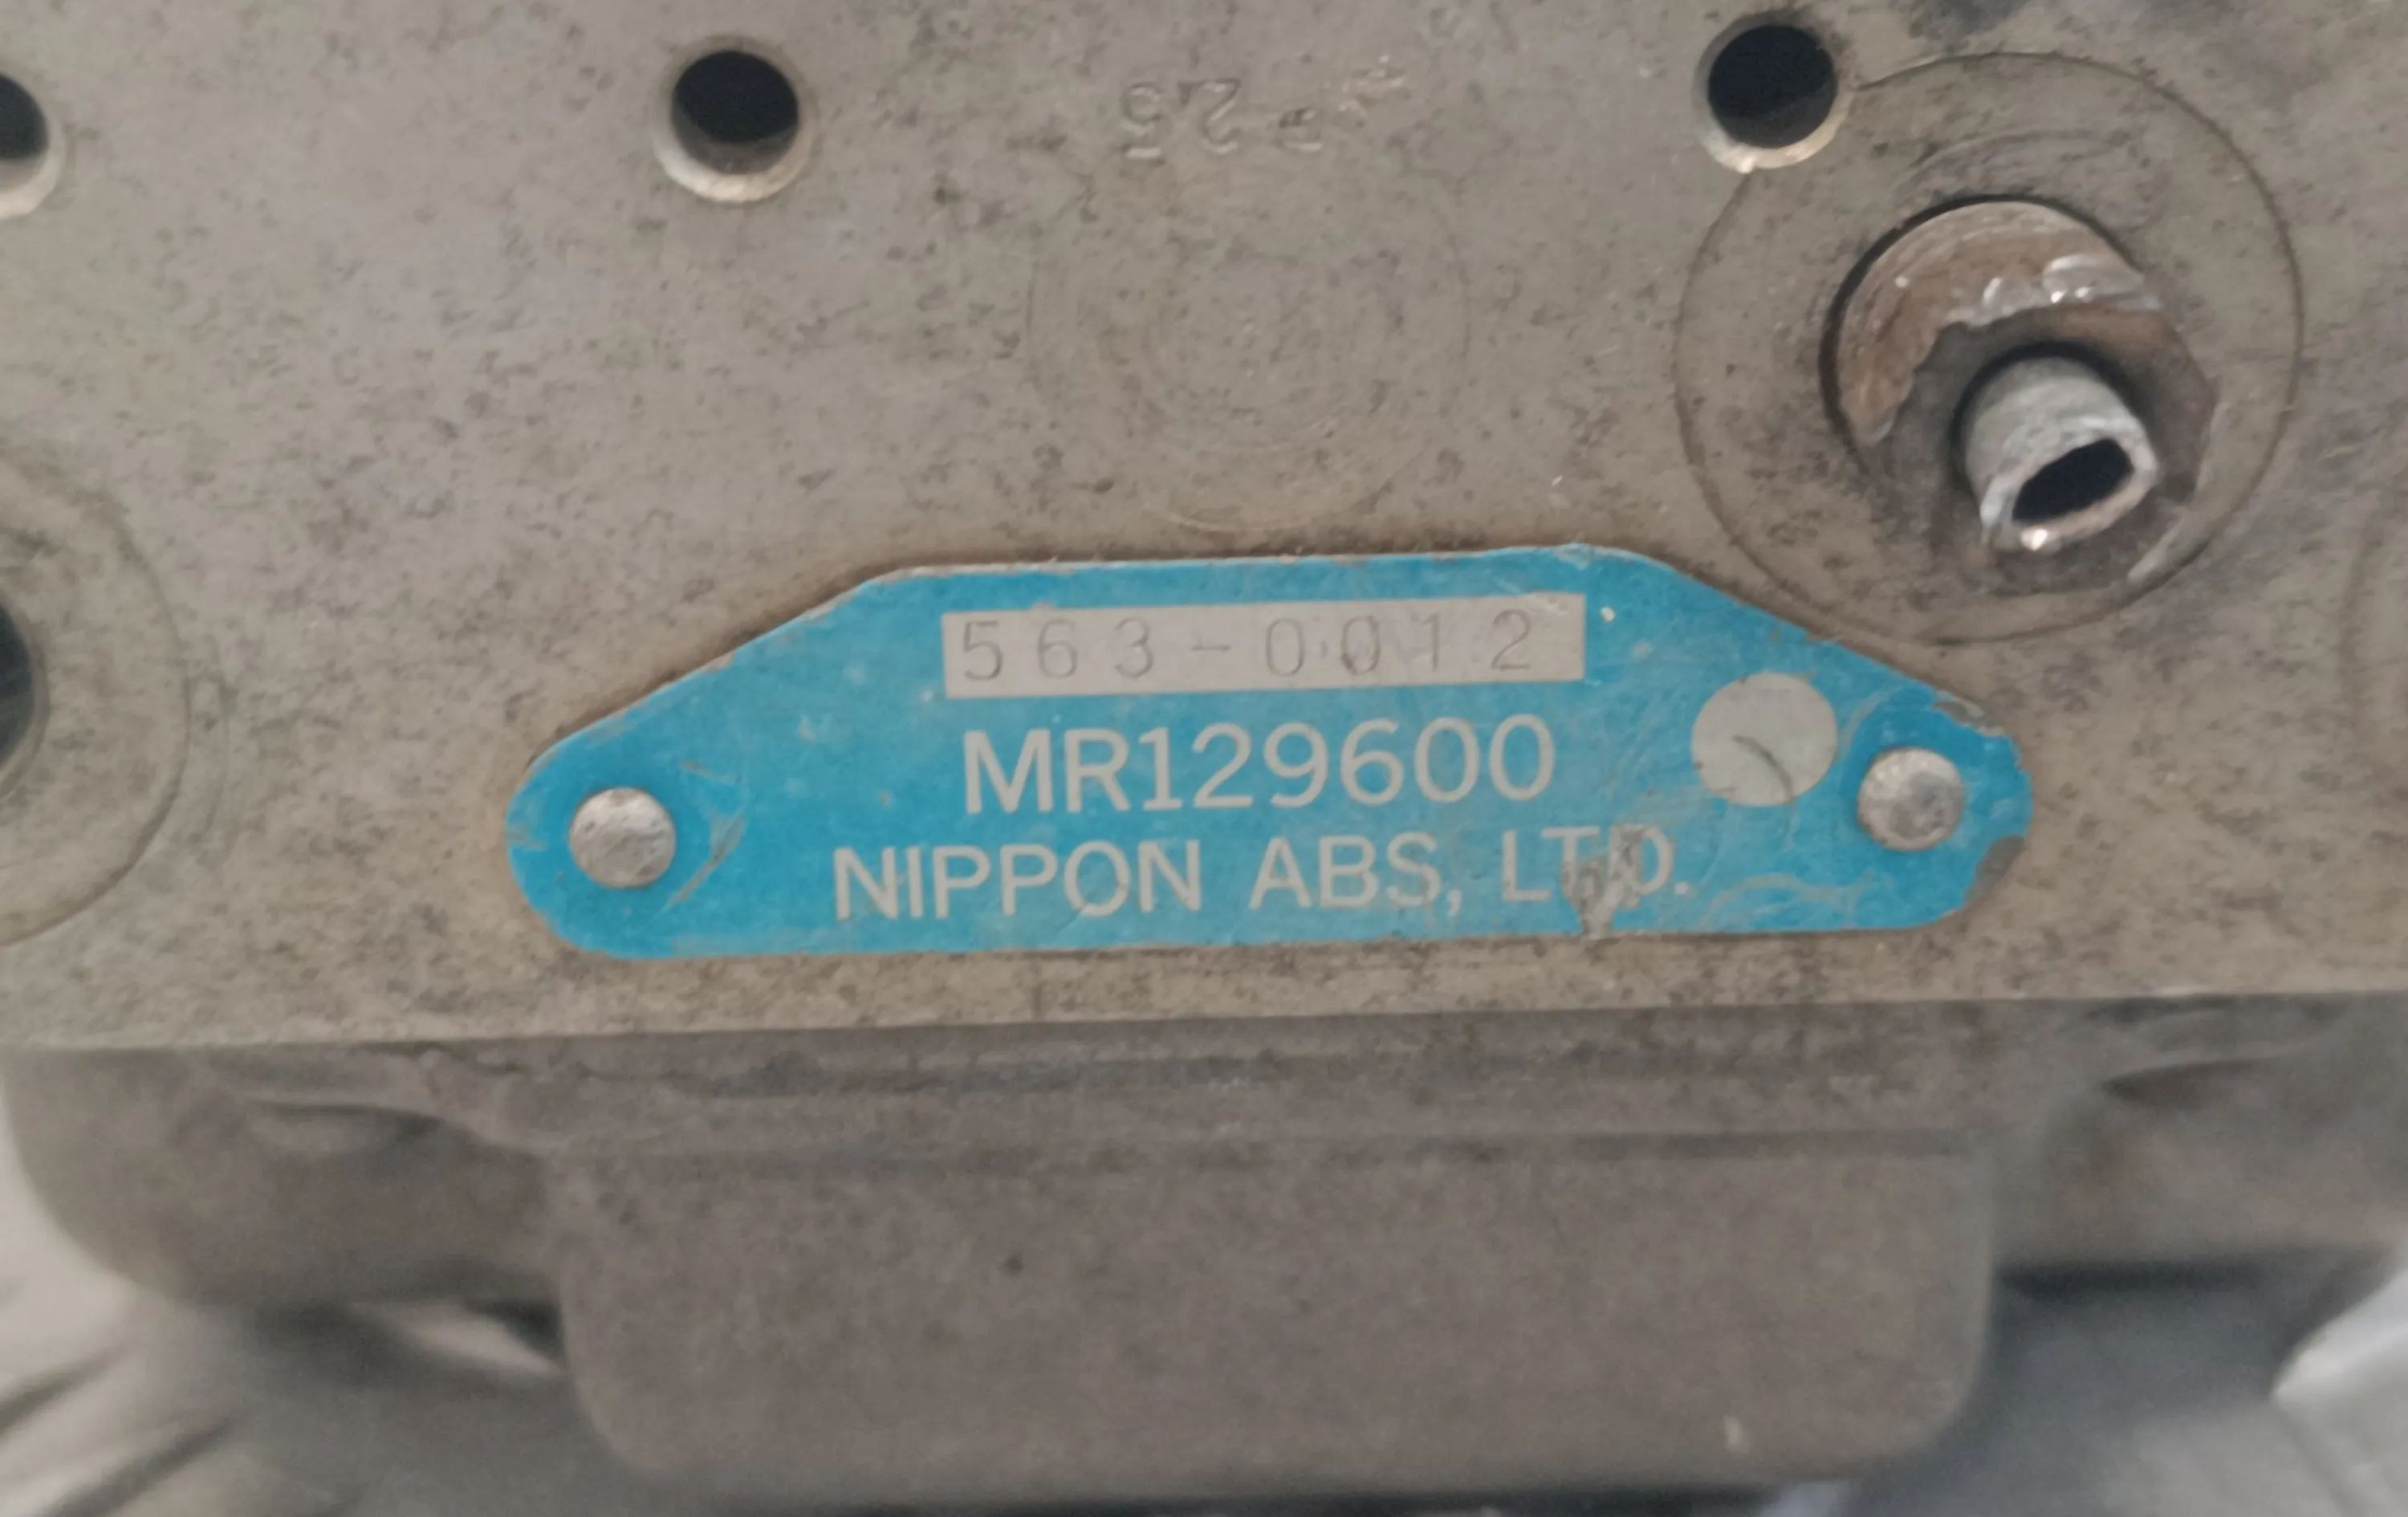 563-0012
MR129600
NIPPON ABS, LTD.